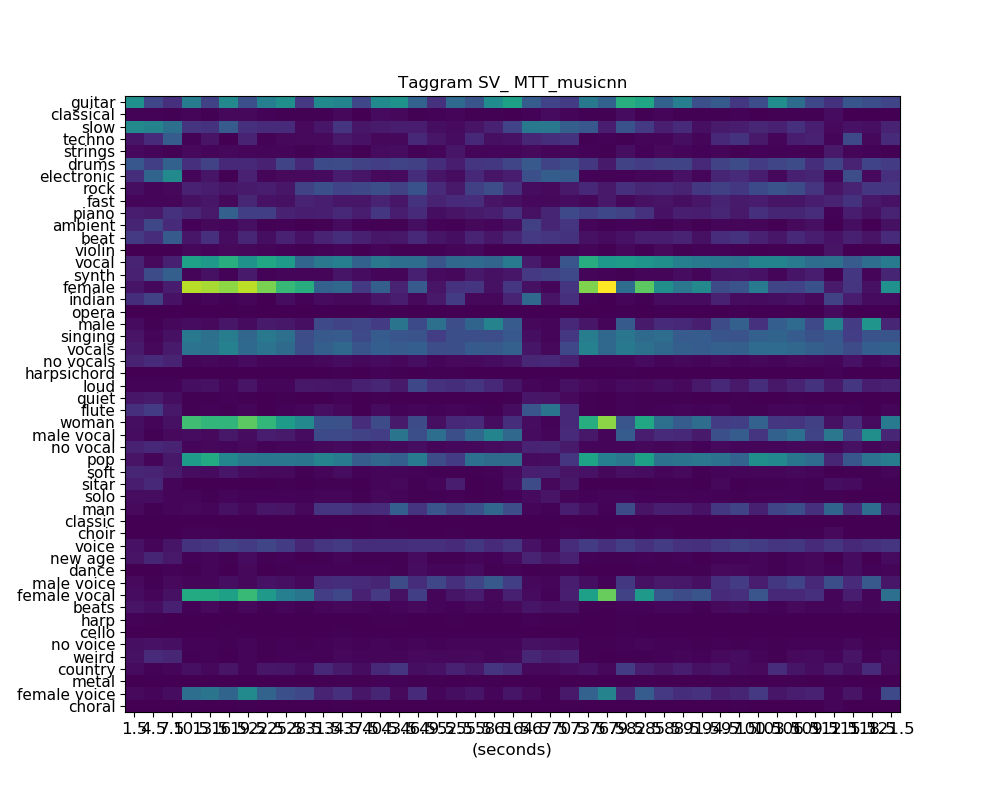 Taggram SV_ MTT_musicnn
guitar
classical
slow
techno
strings
drums
electronic
rock
fast
piano
ambient
beat
violin
vocal
synth
female
indian
opera
male
singing
vocals
no vocals
harpsichord
loud
quiet
flute
woman
male vocal
no vocal
pop
soft
sitar
solo
man
classic
choir
voice
new age
dance
male voice
female vocal
beats
harp
cello
no voice
weird
country
metal
female voice
choral
(seconds)